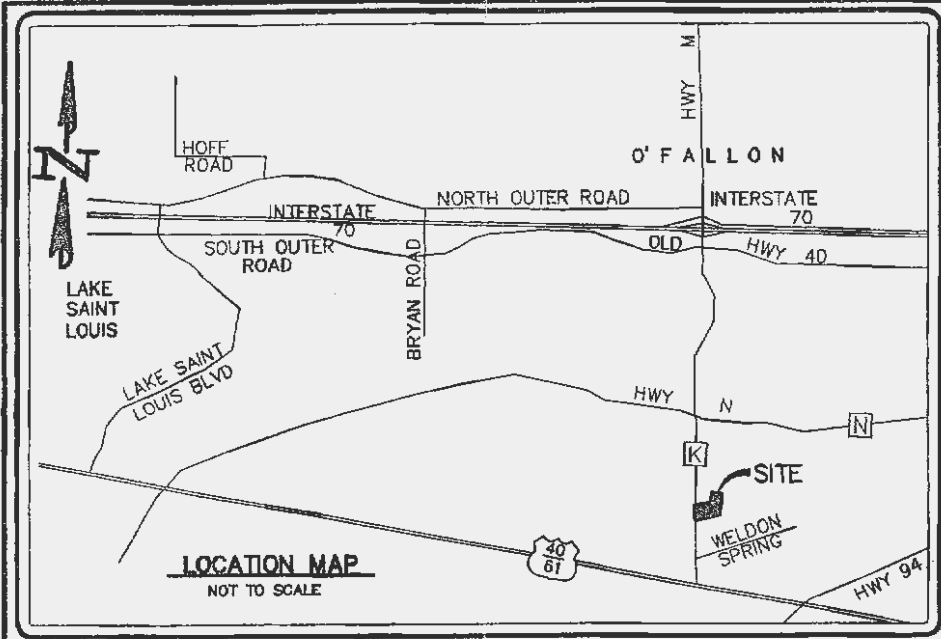 HWY M
HOFF
ROAD
O'FALLON
N
NORTH OUTER ROAD
INTERSTATE
70
INTERSTATE
70
SOUTH OUTER
ROAD
OLD HWY 40
BRYAN ROAD
LAKE
SAINT
LOUIS
LAKE SAINT
LOUIS BLVD
HWY N
N
K
SITE
WELDON
SPRING
40
61
HWY 94
LOCATION MAP
NOT TO SCALE